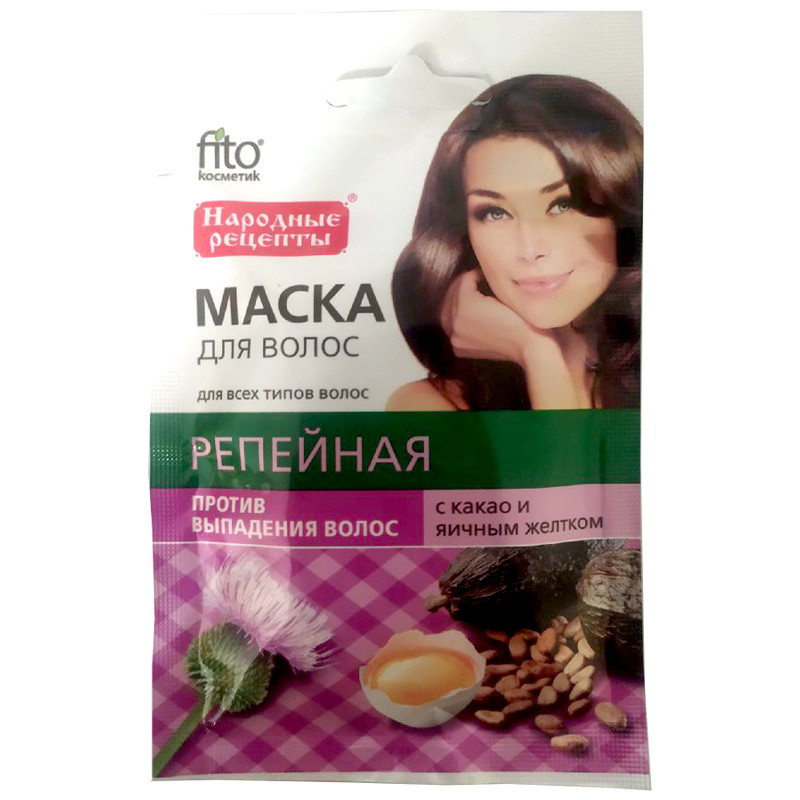 fito®
косметик
Народные®
рецепты
МАСКА
ДЛЯ ВОЛОС
для всех типов волос
РЕПЕЙНАЯ
ПРОТИВ
ВЫПАДЕНИЯ ВОЛОС
с какао и
яичным желтком